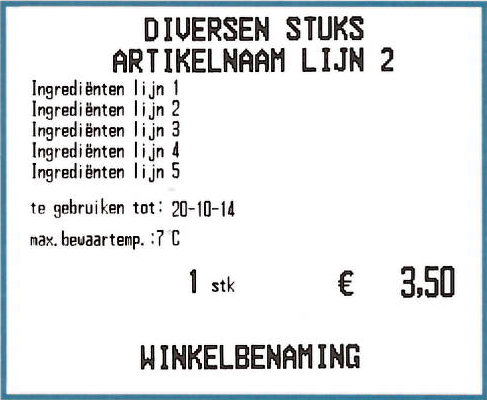 DIVERSEN STUKS
ARTIKELNAAM LIJN 2
Ingrediënten lijn 1
Ingrediënten lijn 2
Ingrediënten lijn 3
Ingrediënten lijn 4
Ingrediënten lijn 5
te gebruiken tot: 20-10-14
max.bewaartemp.:7°C
1 stk € 3,50
WINKELBENAMING